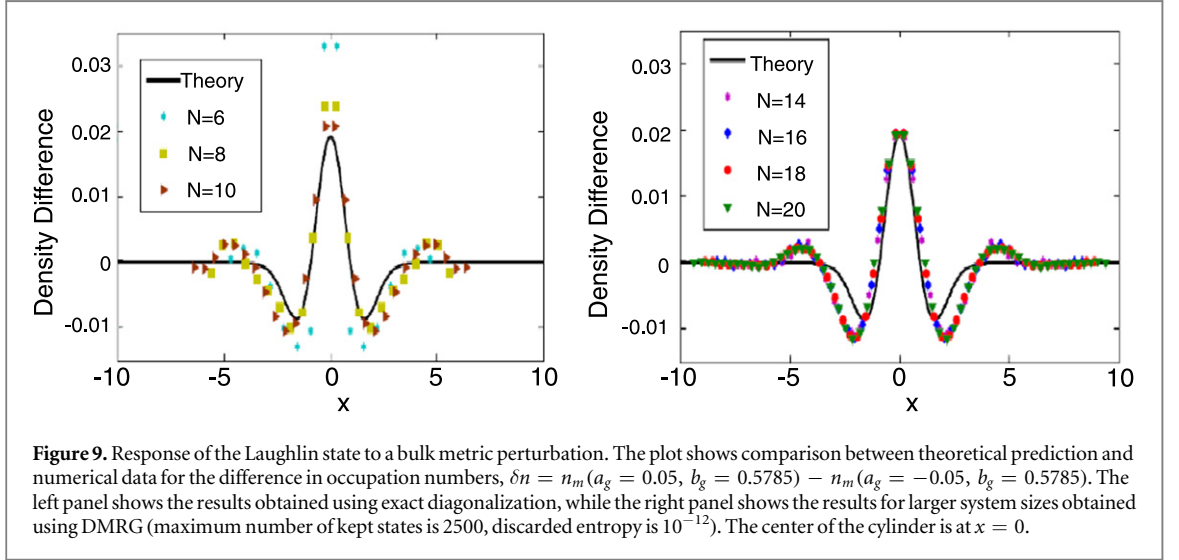 0.03
0.02
0.01
0
-0.01
Density Difference
-10
-5
0
5
10
x
Theory
N=6
N=8
N=10
0.03
0.02
0.01
0
-0.01
Density Difference
-10
-5
0
5
10
x
Theory
N=14
N=16
N=18
N=20
Figure 9. Response of the Laughlin state to a bulk metric perturbation. The plot shows comparison between theoretical prediction and
numerical data for the difference in occupation numbers, δn = n_m(a_g = 0.05, b_g = 0.5785) − n_m(a_g = −0.05, b_g = 0.5785). The
left panel shows the results obtained using exact diagonalization, while the right panel shows the results for larger system sizes obtained
using DMRG (maximum number of kept states is 2500, discarded entropy is 10⁻¹²). The center of the cylinder is at x = 0.